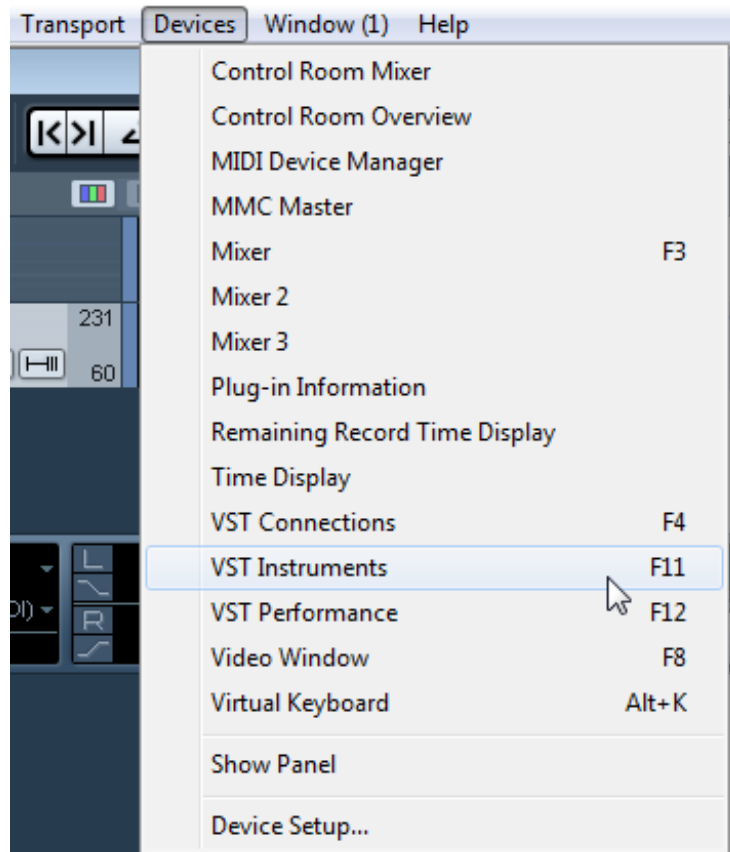 Transport Devices Window (1) Help
Control Room Mixer
Control Room Overview
MIDI Device Manager
MMC Master
Mixer F3
Mixer 2
231
Mixer 3
60
Plug-in Information
Remaining Record Time Display
Time Display
VST Connections F4
L
VST Instruments F11
VST Performance F12
R
Video Window F8
Virtual Keyboard Alt+K
Show Panel
Device Setup...